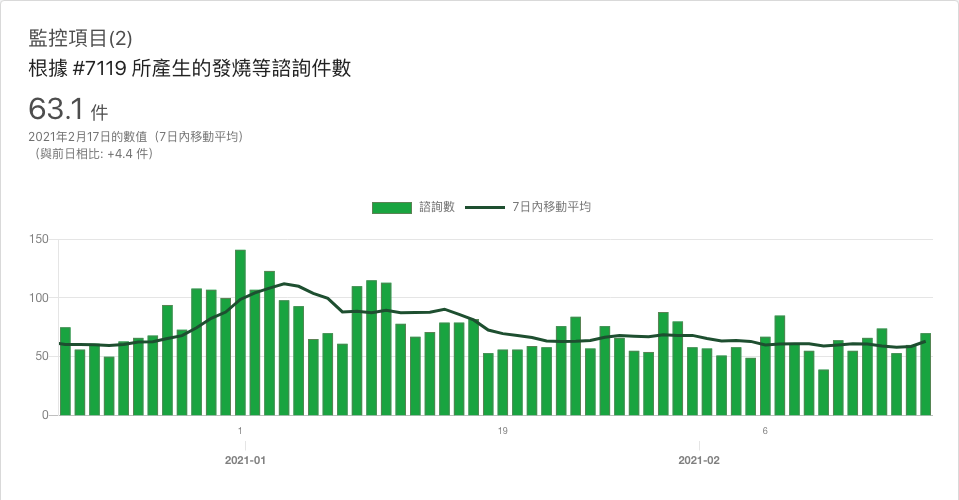 監控項目(2)
根據 #7119 所產生的發燒等諮詢件數
63.1 件
2021年2月17日的數值（7日內移動平均）
（與前日相比: +4.4 件）
諮詢數 7日內移動平均
150
100
50
0
1 19 6
2021-01 2021-02